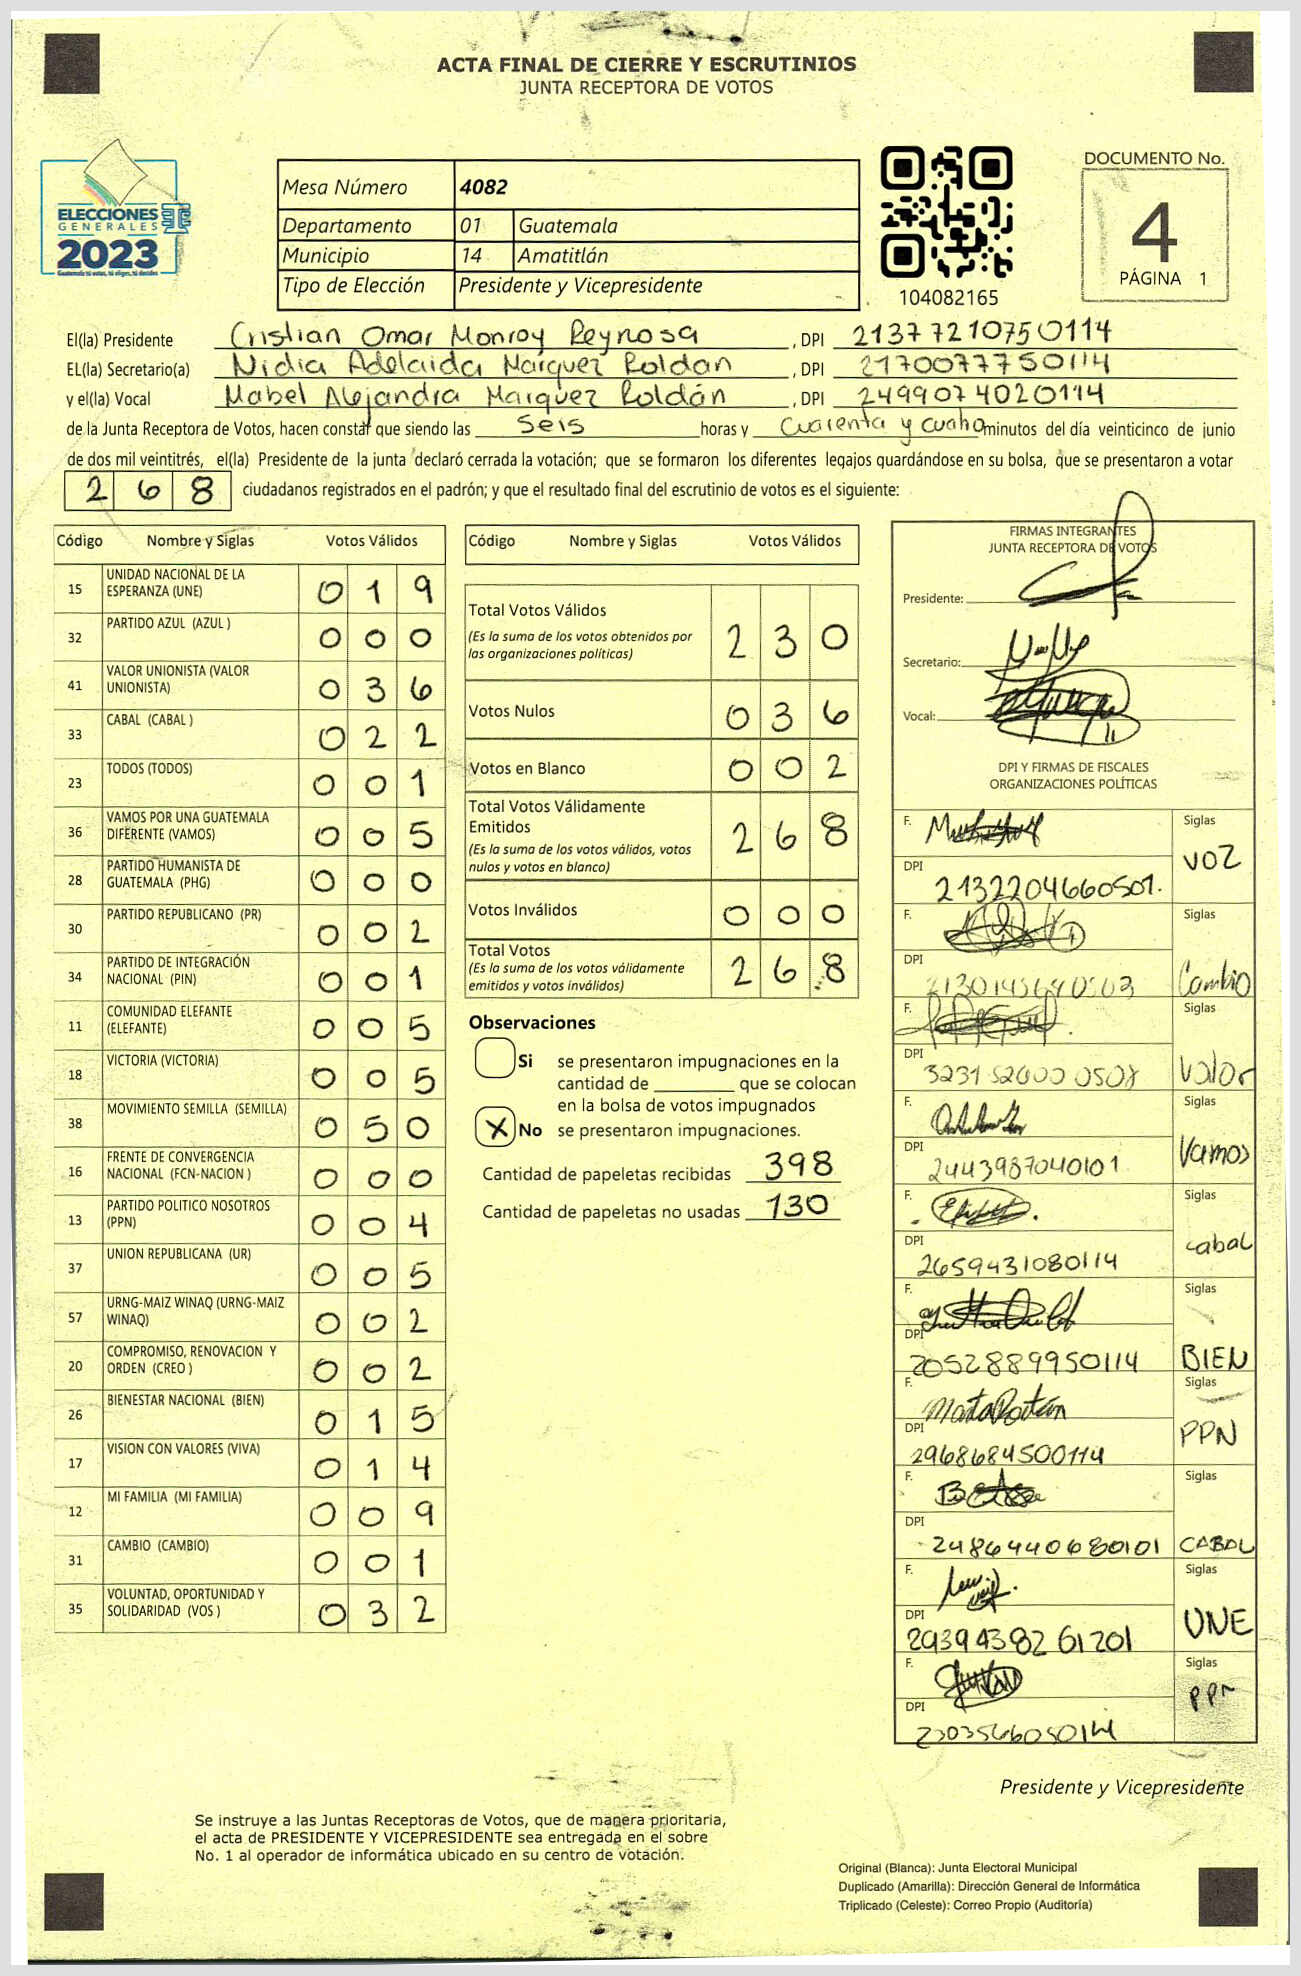 ACTA FINAL DE CIERRE Y ESCRUTINIOS
JUNTA RECEPTORA DE VOTOS
ELECCIONES
GENERALES
2023
Guatemala tú votas, tú eliges, tú decides
Mesa Número 4082
Departamento 01 Guatemala
Municipio 14 Amatitlán
Tipo de Elección Presidente y Vicepresidente
104082165
DOCUMENTO No.
4
PÁGINA 1
El(la) Presidente Cristian Omar Monroy Reynosa, DPI 2137721075 0114
EL(la) Secretario(a) Nidia Adelaida Marquez Roldan, DPI 2170077750114
y el(la) Vocal Mabel Alejandra Marquez Roldán, DPI 2499074020114
de la Junta Receptora de Votos, hacen constar que siendo las Seis horas y Cuarenta y cuatro minutos del día veinticinco de junio
de dos mil veintitrés, el(la) Presidente de la junta declaró cerrada la votación; que se formaron los diferentes legajos guardándose en su bolsa, que se presentaron a votar
2 6 8 ciudadanos registrados en el padrón; y que el resultado final del escrutinio de votos es el siguiente:
Código Nombre y Siglas Votos Válidos
15 UNIDAD NACIONAL DE LA ESPERANZA (UNE) 0 1 9
32 PARTIDO AZUL (AZUL ) 0 0 0
41 VALOR UNIONISTA (VALOR UNIONISTA) 0 3 6
33 CABAL (CABAL ) 0 2 2
23 TODOS (TODOS) 0 0 1
36 VAMOS POR UNA GUATEMALA DIFERENTE (VAMOS) 0 0 5
28 PARTIDO HUMANISTA DE GUATEMALA (PHG) 0 0 0
30 PARTIDO REPUBLICANO (PR) 0 0 2
34 PARTIDO DE INTEGRACIÓN NACIONAL (PIN) 0 0 1
11 COMUNIDAD ELEFANTE (ELEFANTE) 0 0 5
18 VICTORIA (VICTORIA) 0 0 5
38 MOVIMIENTO SEMILLA (SEMILLA) 0 5 0
16 FRENTE DE CONVERGENCIA NACIONAL (FCN-NACION ) 0 0 0
13 PARTIDO POLITICO NOSOTROS (PPN) 0 0 4
37 UNION REPUBLICANA (UR) 0 0 5
57 URNG-MAIZ WINAQ (URNG-MAIZ WINAQ) 0 0 2
20 COMPROMISO, RENOVACION Y ORDEN (CREO ) 0 0 2
26 BIENESTAR NACIONAL (BIEN) 0 1 5
17 VISION CON VALORES (VIVA) 0 1 4
12 MI FAMILIA (MI FAMILIA) 0 0 9
31 CAMBIO (CAMBIO) 0 0 1
35 VOLUNTAD, OPORTUNIDAD Y SOLIDARIDAD (VOS ) 0 3 2
Código Nombre y Siglas Votos Válidos
Total Votos Válidos 2 3 0
(Es la suma de los votos obtenidos por
las organizaciones políticas)
Votos Nulos 0 3 6
Votos en Blanco 0 0 2
Total Votos Válidamente
Emitidos 2 6 8
(Es la suma de los votos válidos, votos
nulos y votos en blanco)
Votos Inválidos 0 0 0
Total Votos 2 6 8
(Es la suma de los votos válidamente
emitidos y votos inválidos)
Observaciones
Si se presentaron impugnaciones en la
cantidad de ________ que se colocan
en la bolsa de votos impugnados
X No se presentaron impugnaciones.
Cantidad de papeletas recibidas 398
Cantidad de papeletas no usadas 130
FIRMAS INTEGRANTES
JUNTA RECEPTORA DE VOTOS
Presidente:
Secretario:
Vocal:
DPI Y FIRMAS DE FISCALES
ORGANIZACIONES POLÍTICAS
F. Siglas
DPI 2132204660501. VOZ
F. Siglas
DPI Cambio
F. Siglas
DPI Valor
F. Siglas
DPI 2443987040101 Vamos
F. Siglas
DPI 2659431080114 cabal
F. Siglas
DPI 2052889950114 BIEN
F. Siglas
DPI 2968684500114 PPN
F. Siglas
DPI 2486440680101 CABAL
F. Siglas
DPI 2939438261201 UNE
F. Siglas
DPI 2303566050114 PPN
Presidente y Vicepresidente
Se instruye a las Juntas Receptoras de Votos, que de manera prioritaria,
el acta de PRESIDENTE Y VICEPRESIDENTE sea entregada en el sobre
No. 1 al operador de informática ubicado en su centro de votación.
Original (Blanca): Junta Electoral Municipal
Duplicado (Amarilla): Dirección General de Informática
Triplicado (Celeste): Correo Propio (Auditoría)